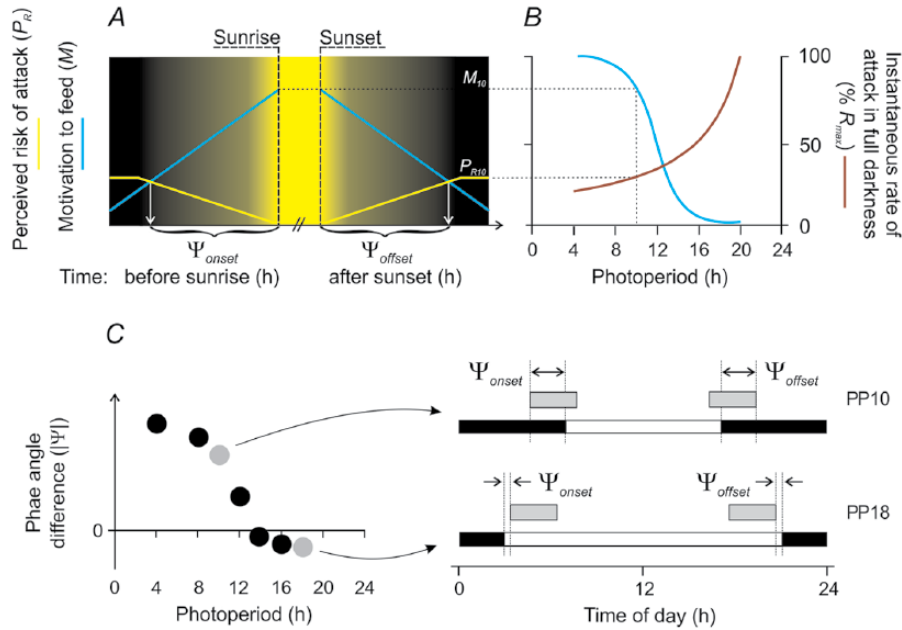 A
B
Perceived risk of attack (P_R)
Motivation to feed (M)
Sunrise
Sunset
M10
PR10
Ψonset
Ψoffset
Time: before sunrise (h) after sunset (h)
100
50
0
Instantaneous rate of
attack in full darkness
(% Rmax)
0 4 8 12 16 20
Photoperiod (h)
C
Phae angle
difference (|Ψ|)
0
0 4 8 12 16 20 24
Photoperiod (h)
Ψonset
Ψoffset
PP10
Ψonset
Ψoffset
PP18
0 12 24
Time of day (h)